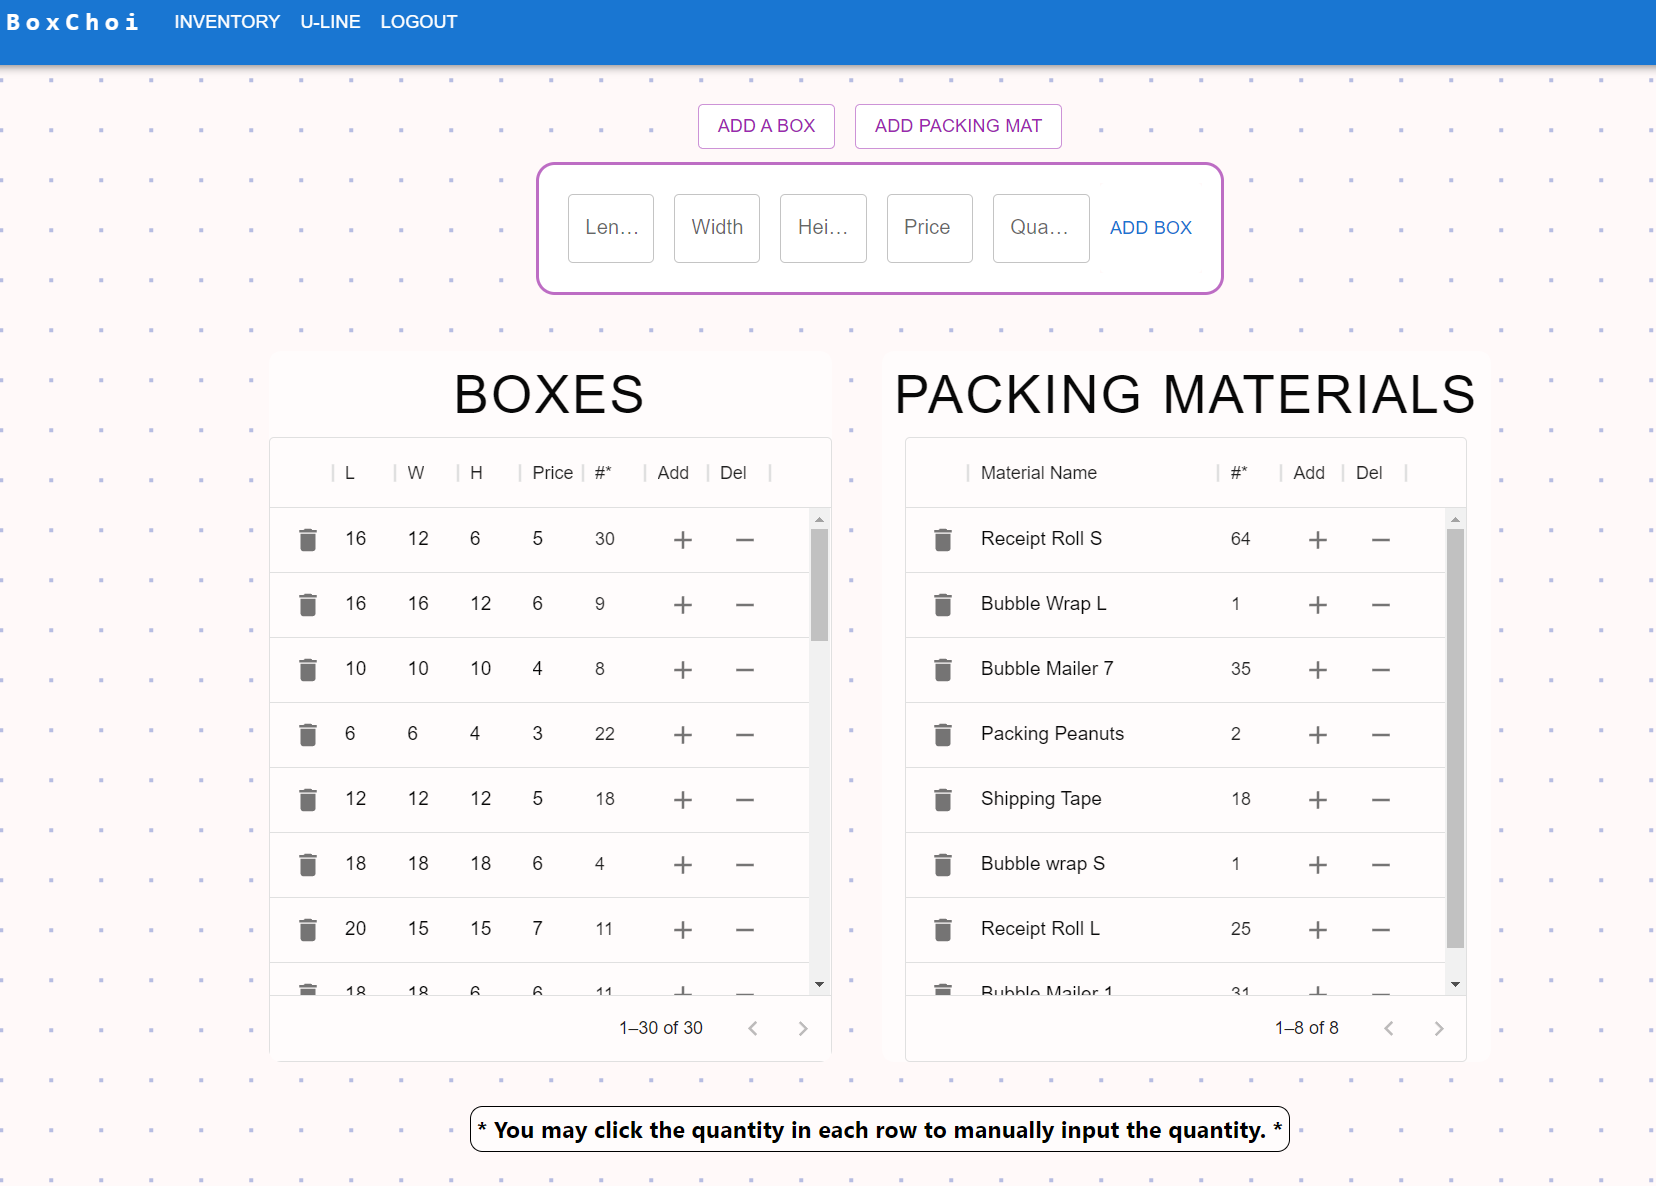 BoxChoi INVENTORY U-LINE LOGOUT
ADD A BOX ADD PACKING MAT
Len... Width Hei... Price Qua... ADD BOX
BOXES
L W H Price #* Add Del
16 12 6 5 30
16 16 12 6 9
10 10 10 4 8
6 6 4 3 22
12 12 12 5 18
18 18 18 6 4
20 15 15 7 11
18 18 6 6 11
1–30 of 30
PACKING MATERIALS
Material Name #* Add Del
Receipt Roll S 64
Bubble Wrap L 1
Bubble Mailer 7 35
Packing Peanuts 2
Shipping Tape 18
Bubble wrap S 1
Receipt Roll L 25
Bubble Mailer 1 31
1–8 of 8
* You may click the quantity in each row to manually input the quantity. *